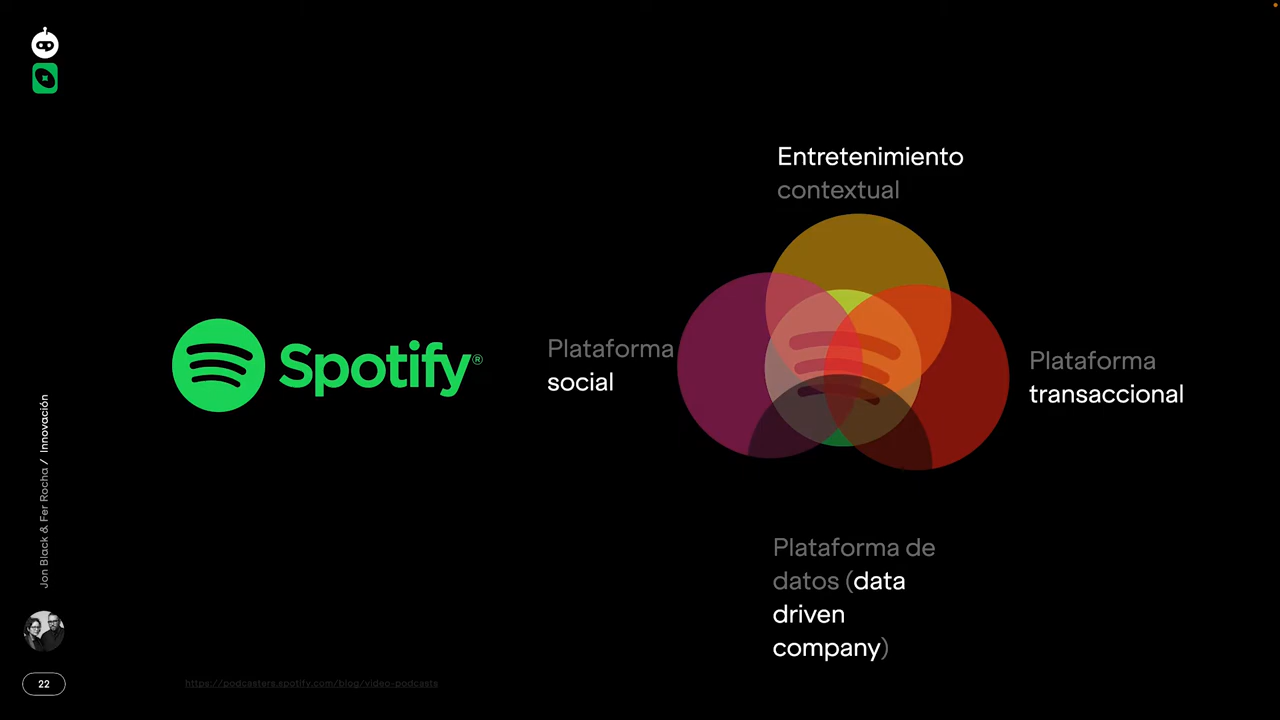 Entretenimiento
contextual
Spotify®
Plataforma
social
Plataforma
transaccional
Plataforma de
datos (data
driven
company)
Jon Black & Fer Rocha / Innovación
22
https://podcasters.spotify.com/blog/video-podcasts